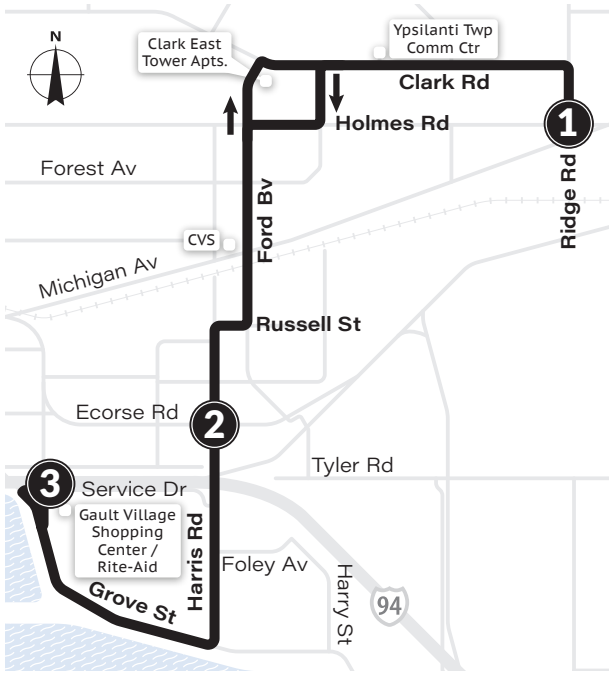 Ypsilanti Twp
Comm Ctr
Clark East
Tower Apts.
N
Clark Rd
1
Holmes Rd
Forest Av
Ridge Rd
Ford Bv
CVS
Michigan Av
Russell St
Ecorse Rd
2
Tyler Rd
3
Service Dr
Gault Village
Shopping
Center /
Rite-Aid
Harris Rd
Foley Av
Harry St
Grove St
94